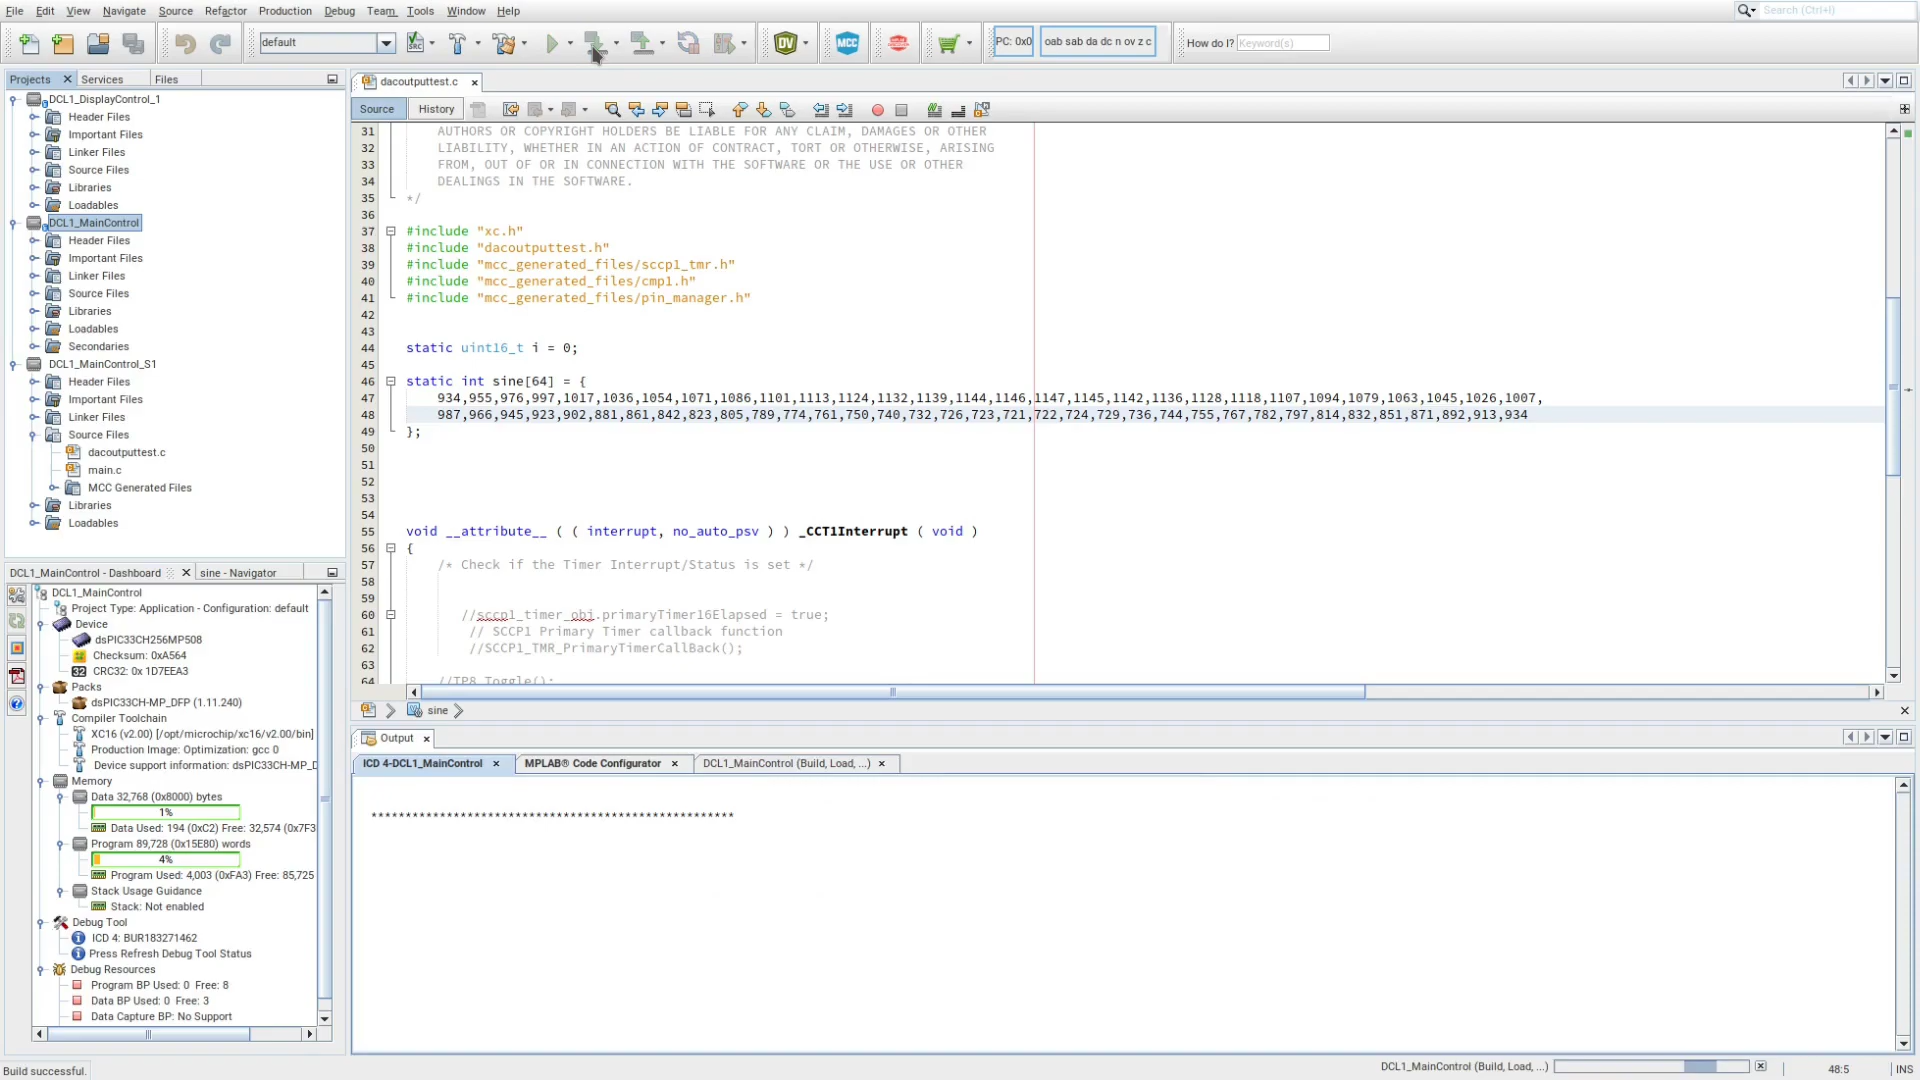 File Edit View Navigate Source Refactor Production Debug Team Tools Window Help
Search (Ctrl+I)
default
PC: 0x0
oab sab da dc n ov z c
How do I?
Keyword(s)
Projects
Services
Files
DCL1_DisplayControl_1
Header Files
Important Files
Linker Files
Source Files
Libraries
Loadables
DCL1_MainControl
Header Files
Important Files
Linker Files
Source Files
Libraries
Loadables
Secondaries
DCL1_MainControl_S1
Header Files
Important Files
Linker Files
Source Files
dacoutputtest.c
main.c
MCC Generated Files
Libraries
Loadables
DCL1_MainControl - Dashboard
sine - Navigator
DCL1_MainControl
Project Type: Application - Configuration: default
Device
dsPIC33CH256MP508
Checksum: 0xA564
CRC32: 0x 1D7EEA3
Packs
dsPIC33CH-MP_DFP (1.11.240)
Compiler Toolchain
XC16 (v2.00) [/opt/microchip/xc16/v2.00/bin]
Production Image: Optimization: gcc 0
Device support information: dsPIC33CH-MP_D
Memory
Data 32,768 (0x8000) bytes
1%
Data Used: 194 (0xC2) Free: 32,574 (0x7F3
Program 89,728 (0x15E80) words
4%
Program Used: 4,003 (0xFA3) Free: 85,725
Stack Usage Guidance
Stack: Not enabled
Debug Tool
ICD 4: BUR183271462
Press Refresh Debug Tool Status
Debug Resources
Program BP Used: 0 Free: 8
Data BP Used: 0 Free: 3
Data Capture BP: No Support
Build successful.
dacoutputtest.c
Source
History
31 AUTHORS OR COPYRIGHT HOLDERS BE LIABLE FOR ANY CLAIM, DAMAGES OR OTHER
32 LIABILITY, WHETHER IN AN ACTION OF CONTRACT, TORT OR OTHERWISE, ARISING
33 FROM, OUT OF OR IN CONNECTION WITH THE SOFTWARE OR THE USE OR OTHER
34 DEALINGS IN THE SOFTWARE.
35 */
36
37 #include "xc.h"
38 #include "dacoutputtest.h"
39 #include "mcc_generated_files/sccp1_tmr.h"
40 #include "mcc_generated_files/cmp1.h"
41 #include "mcc_generated_files/pin_manager.h"
42
43
44 static uint16_t i = 0;
45
46 static int sine[64] = {
47 934,955,976,997,1017,1036,1054,1071,1086,1101,1113,1124,1132,1139,1144,1146,1147,1145,1142,1136,1128,1118,1107,1094,1079,1063,1045,1026,1007,
48 987,966,945,923,902,881,861,842,823,805,789,774,761,750,740,732,726,723,721,722,724,729,736,744,755,767,782,797,814,832,851,871,892,913,934
49 };
50
51
52
53
54
55 void __attribute__ ( ( interrupt, no_auto_psv ) ) _CCT1Interrupt ( void )
56 {
57 /* Check if the Timer Interrupt/Status is set */
58
59
60 //sccp1_timer_obj.primaryTimer16Elapsed = true;
61 // SCCP1 Primary Timer callback function
62 //SCCP1_TMR_PrimaryTimerCallBack();
63
64 //TP8_Toggle();
sine
Output
ICD 4-DCL1_MainControl
MPLAB® Code Configurator
DCL1_MainControl (Build, Load, ...)
*****************************************************
DCL1_MainControl (Build, Load, ...)
48:5
INS